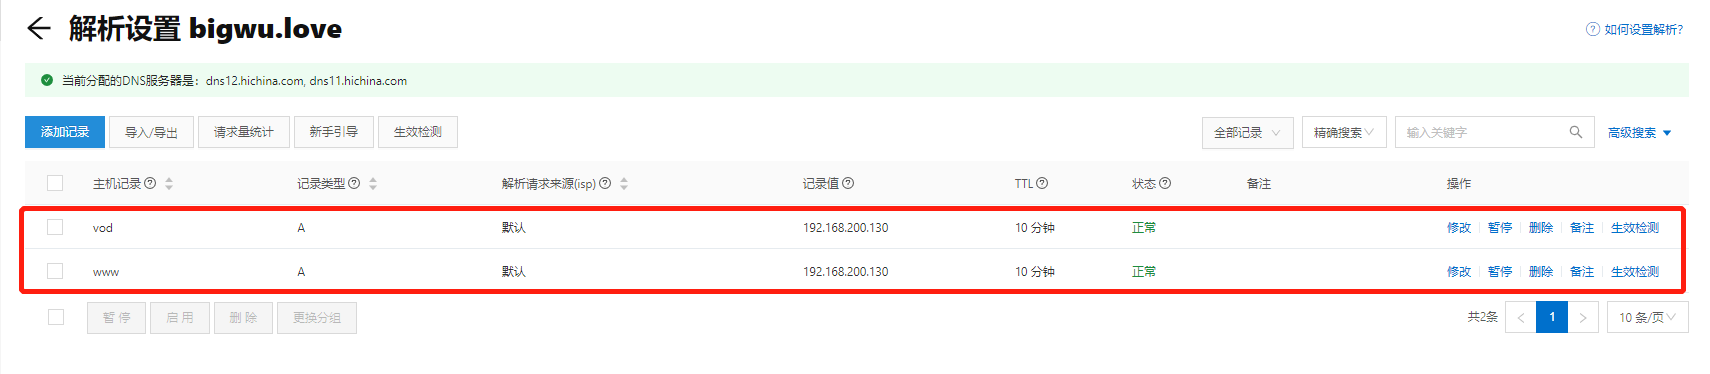 解析设置 bigwu.love
如何设置解析?
当前分配的DNS服务器是：dns12.hichina.com, dns11.hichina.com
添加记录 导入/导出 请求量统计 新手引导 生效检测 全部记录 精确搜索 输入关键字 高级搜索
主机记录 记录类型 解析请求来源(isp) 记录值 TTL 状态 备注 操作
vod A 默认 192.168.200.130 10 分钟 正常 修改 暂停 删除 备注 生效检测
www A 默认 192.168.200.130 10 分钟 正常 修改 暂停 删除 备注 生效检测
暂停 启用 删除 更换分组 共2条 1 10 条/页